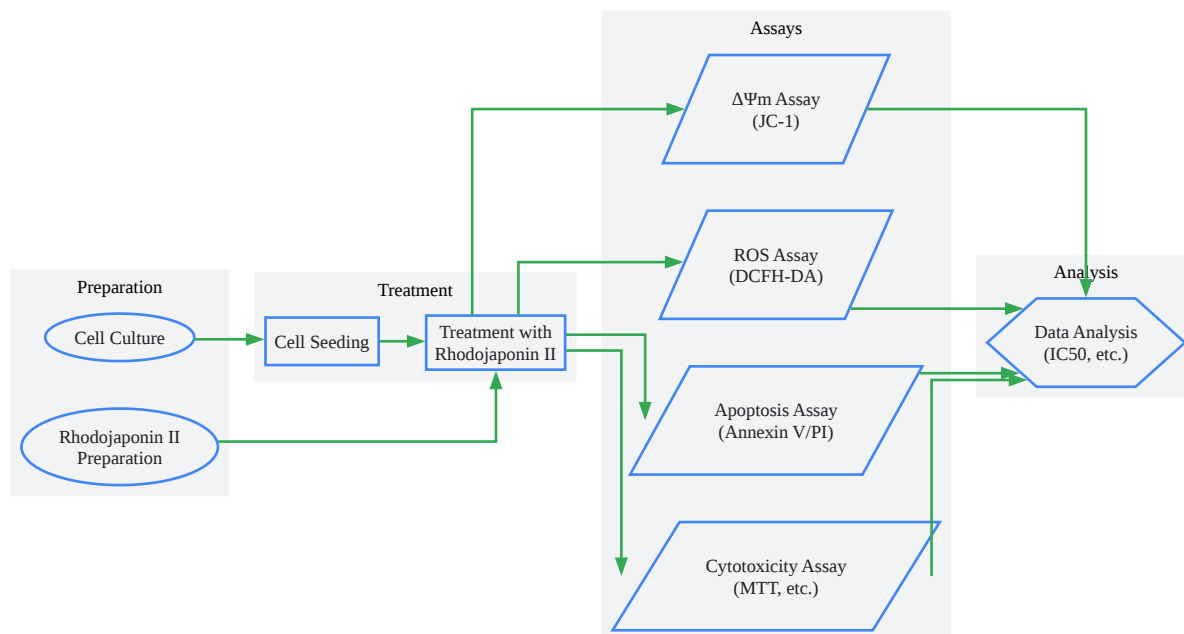 Preparation
Cell Culture
Rhodojaponin II
Preparation
Treatment
Cell Seeding
Treatment with
Rhodojaponin II
Assays
ΔΨm Assay
(JC-1)
ROS Assay
(DCFH-DA)
Apoptosis Assay
(Annexin V/PI)
Cytotoxicity Assay
(MTT, etc.)
Analysis
Data Analysis
(IC50, etc.)